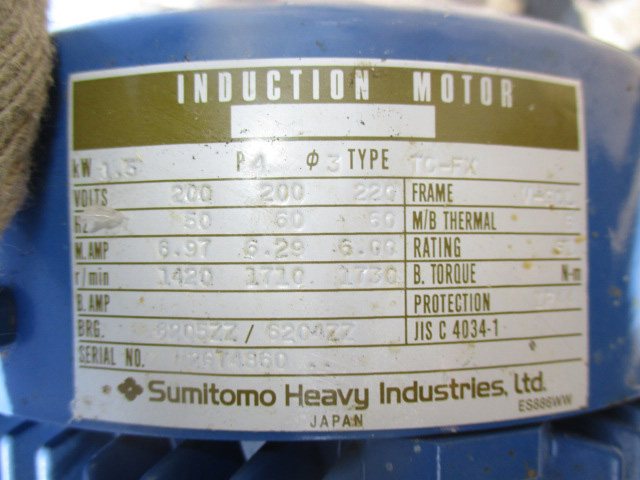 INDUCTION MOTOR
kW 1.5 P 4 φ 3 TYPE TC-FX
VOLTS 200 200 220 FRAME
Hz 50 60 60 M/B THERMAL
M. AMP 6.97 6.29 RATING
r/min 1420 1710 1730 B. TORQUE N-m
B. AMP PROTECTION
BRG. 6205ZZ / 6204ZZ JIS C 4034-1
SERIAL NO.
Sumitomo Heavy Industries, Ltd.
JAPAN ES886WW